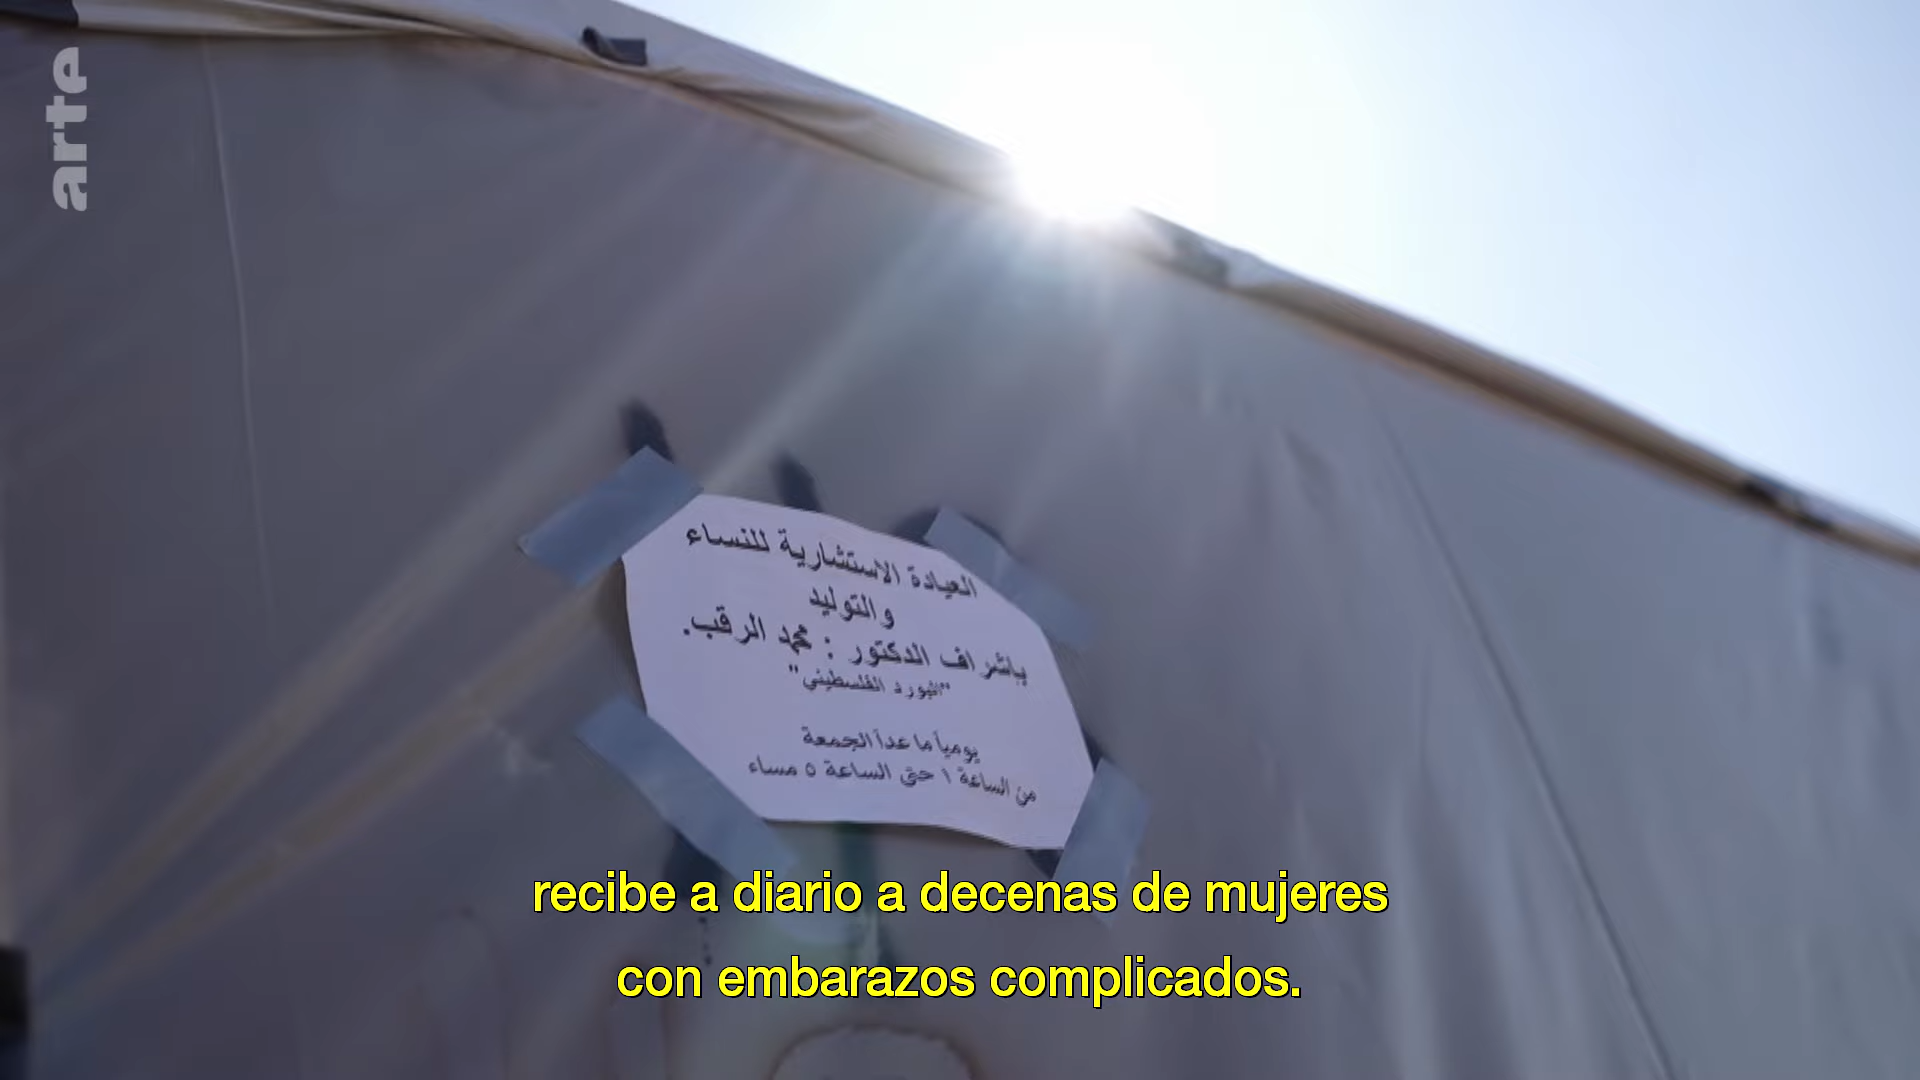 arte
العيادة الاستشارية للنساء
والتوليد
باشراف الدكتور : محمد الرقب.
"البورد الفلسطيني"
يومياً ما عدا الجمعة
من الساعة ١ حتى الساعة ٥ مساء
recibe a diario a decenas de mujeres
con embarazos complicados.